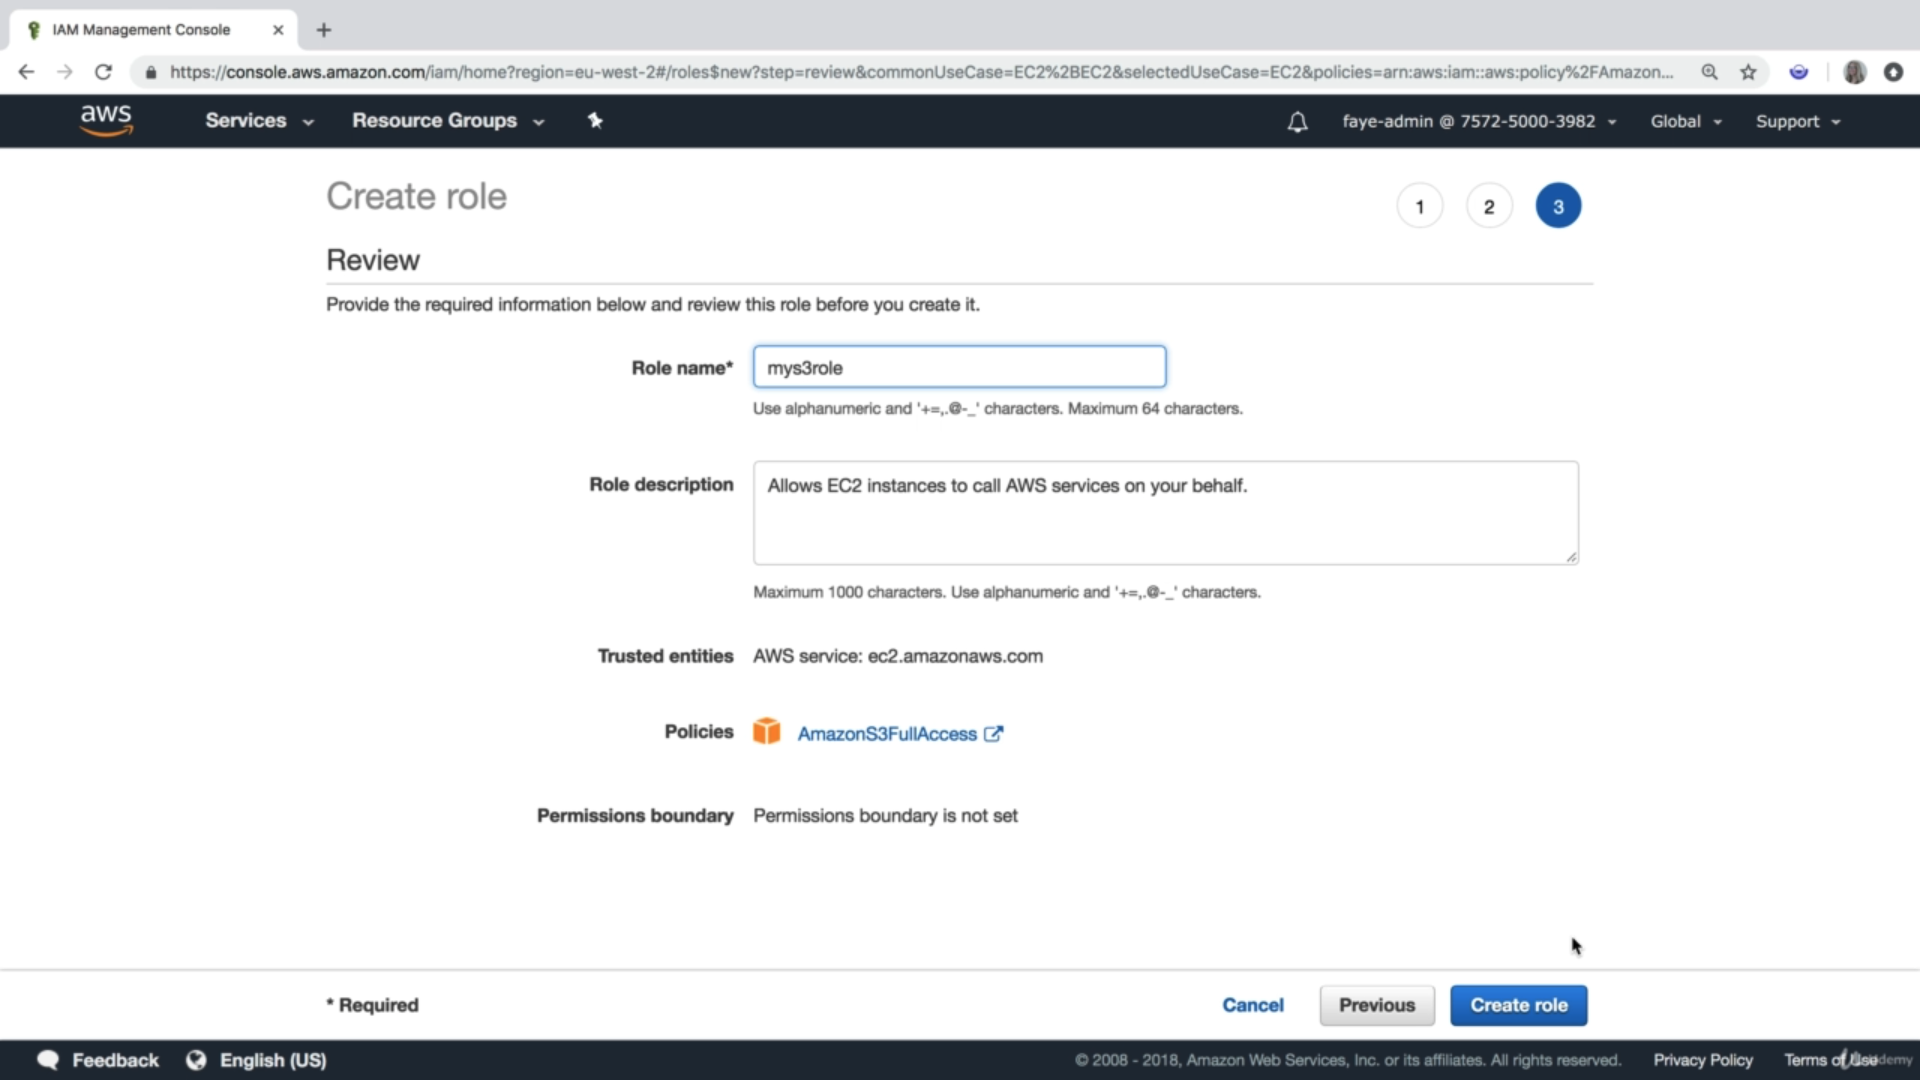 IAM Management Console
https://console.aws.amazon.com/iam/home?region=eu-west-2#/roles$new?step=review&commonUseCase=EC2%2BEC2&selectedUseCase=EC2&policies=arn:aws:iam::aws:policy%2FAmazon...
aws Services Resource Groups faye-admin @ 7572-5000-3982 Global Support
Create role 1 2 3
Review
Provide the required information below and review this role before you create it.
Role name* mys3role
Use alphanumeric and '+=,.@-_' characters. Maximum 64 characters.
Role description Allows EC2 instances to call AWS services on your behalf.
Maximum 1000 characters. Use alphanumeric and '+=,.@-_' characters.
Trusted entities AWS service: ec2.amazonaws.com
Policies AmazonS3FullAccess
Permissions boundary Permissions boundary is not set
* Required Cancel Previous Create role
Feedback English (US) © 2008 - 2018, Amazon Web Services, Inc. or its affiliates. All rights reserved. Privacy Policy Terms of Use